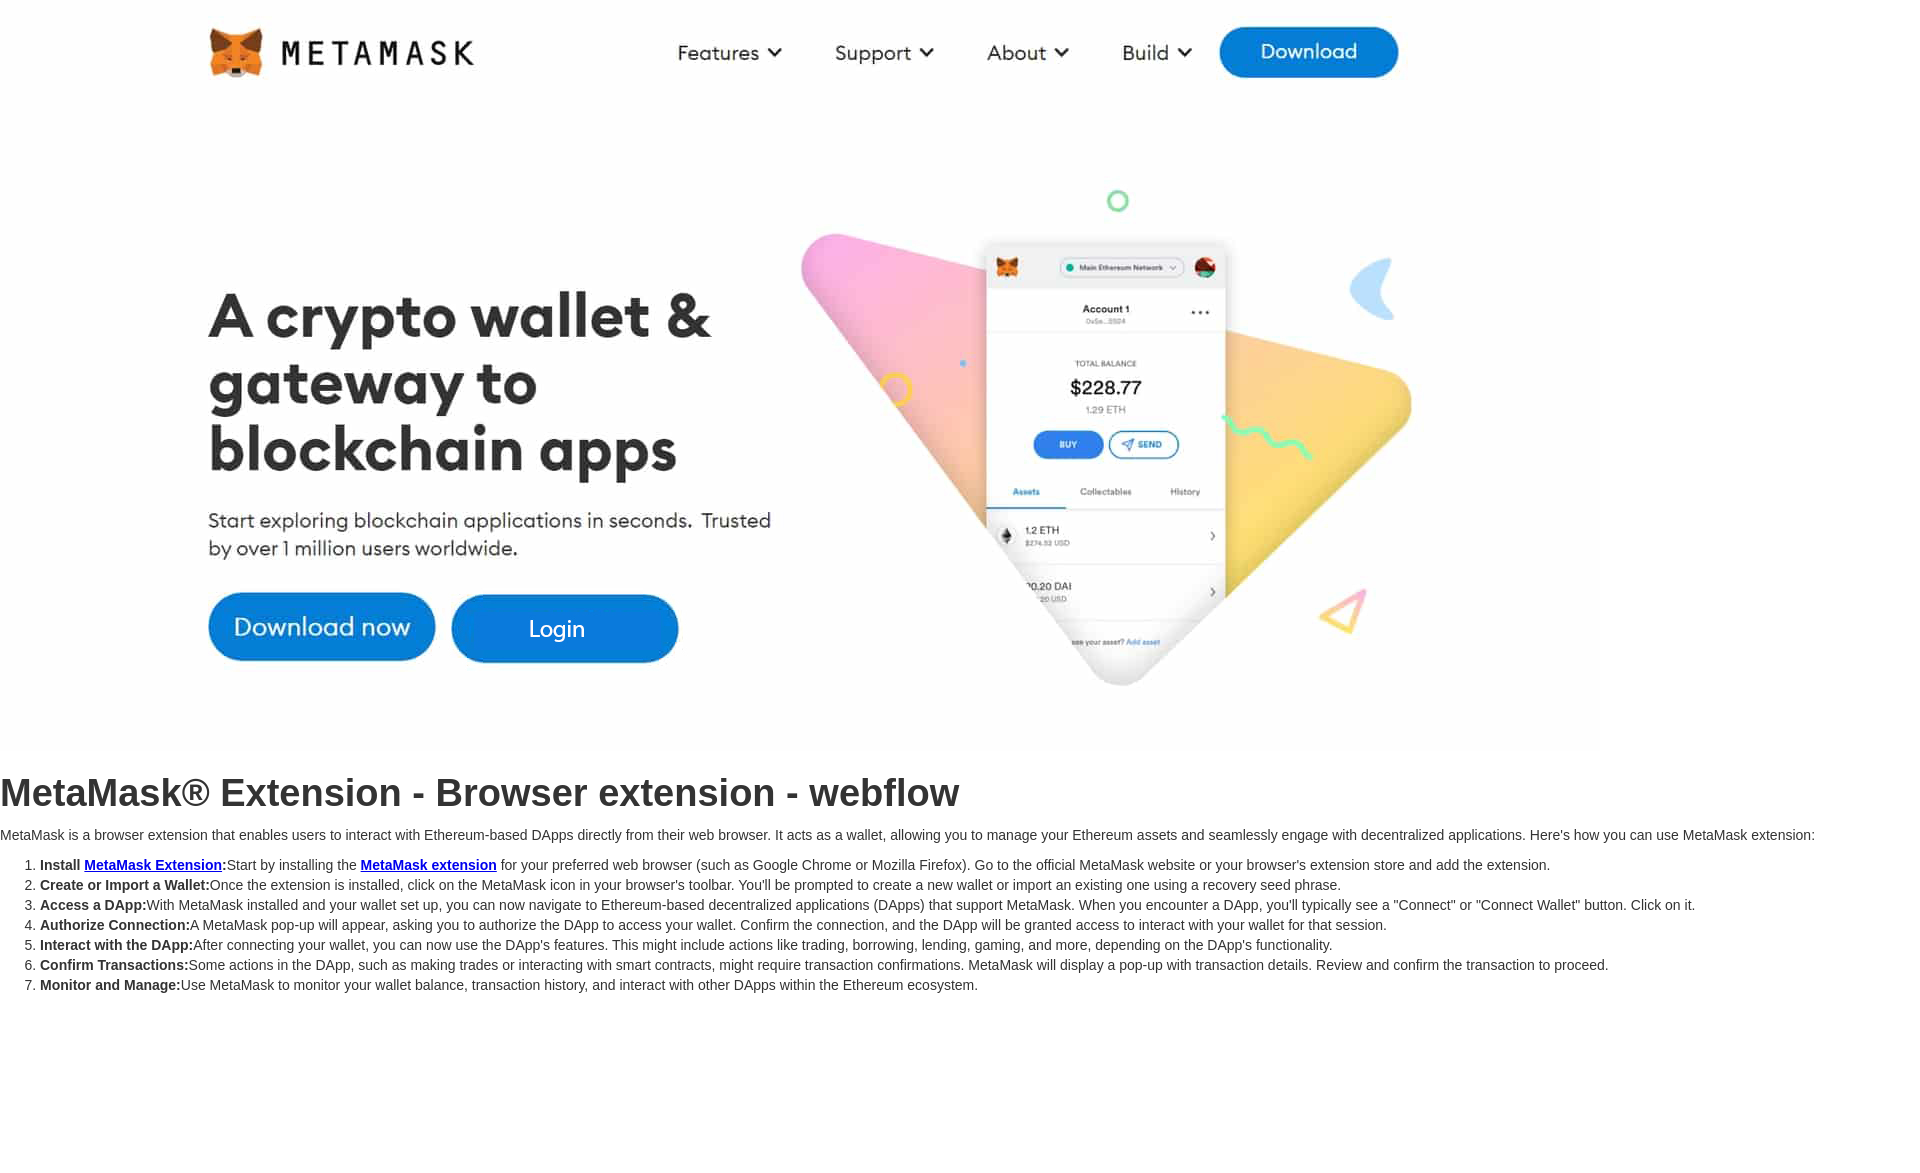 METAMASK
Features
Support
About
Build
Download
A crypto wallet &
gateway to
blockchain apps
Start exploring blockchain applications in seconds. Trusted
by over 1 million users worldwide.
Download now
Login
Main Ethereum Network
Account 1
TOTAL BALANCE
$228.77
1.29 ETH
BUY
SEND
Assets
Collectables
History
1.2 ETH
0.20 DAI
20 USD
your asset? Add asset
MetaMask® Extension - Browser extension - webflow
MetaMask is a browser extension that enables users to interact with Ethereum-based DApps directly from their web browser. It acts as a wallet, allowing you to manage your Ethereum assets and seamlessly engage with decentralized applications. Here's how you can use MetaMask extension:
1. Install MetaMask Extension:Start by installing the MetaMask extension for your preferred web browser (such as Google Chrome or Mozilla Firefox). Go to the official MetaMask website or your browser's extension store and add the extension.
2. Create or Import a Wallet:Once the extension is installed, click on the MetaMask icon in your browser's toolbar. You'll be prompted to create a new wallet or import an existing one using a recovery seed phrase.
3. Access a DApp:With MetaMask installed and your wallet set up, you can now navigate to Ethereum-based decentralized applications (DApps) that support MetaMask. When you encounter a DApp, you'll typically see a "Connect" or "Connect Wallet" button. Click on it.
4. Authorize Connection:A MetaMask pop-up will appear, asking you to authorize the DApp to access your wallet. Confirm the connection, and the DApp will be granted access to interact with your wallet for that session.
5. Interact with the DApp:After connecting your wallet, you can now use the DApp's features. This might include actions like trading, borrowing, lending, gaming, and more, depending on the DApp's functionality.
6. Confirm Transactions:Some actions in the DApp, such as making trades or interacting with smart contracts, might require transaction confirmations. MetaMask will display a pop-up with transaction details. Review and confirm the transaction to proceed.
7. Monitor and Manage:Use MetaMask to monitor your wallet balance, transaction history, and interact with other DApps within the Ethereum ecosystem.